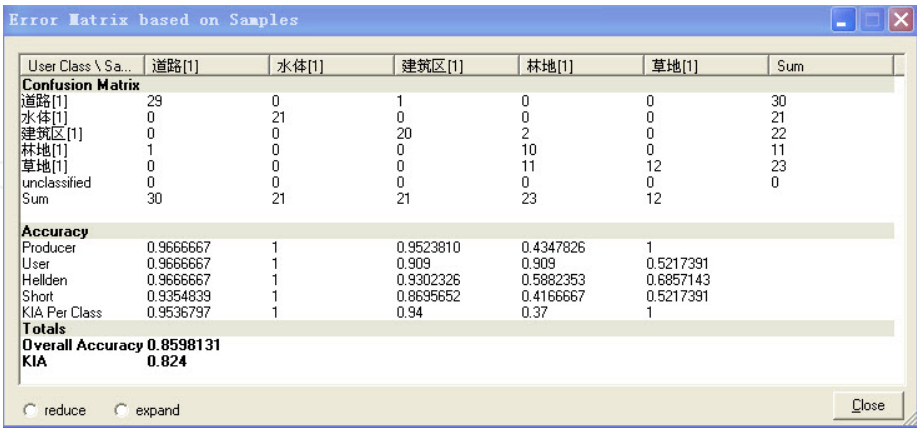 Error Matrix based on Samples
User Class \ Sa... 道路[1] 水体[1] 建筑区[1] 林地[1] 草地[1] Sum
Confusion Matrix
道路[1] 29 0 1 0 0 30
水体[1] 0 21 0 0 0 21
建筑区[1] 0 0 20 2 0 22
林地[1] 1 0 0 10 0 11
草地[1] 0 0 0 11 12 23
unclassified 0 0 0 0 0 0
Sum 30 21 21 23 12
Accuracy
Producer 0.9666667 1 0.9523810 0.4347826 1
User 0.9666667 1 0.909 0.909 0.5217391
Hellden 0.9666667 1 0.9302326 0.5882353 0.6857143
Short 0.9354839 1 0.8695652 0.4166667 0.5217391
KIA Per Class 0.9536797 1 0.94 0.37 1
Totals
Overall Accuracy 0.8598131
KIA 0.824
reduce expand Close